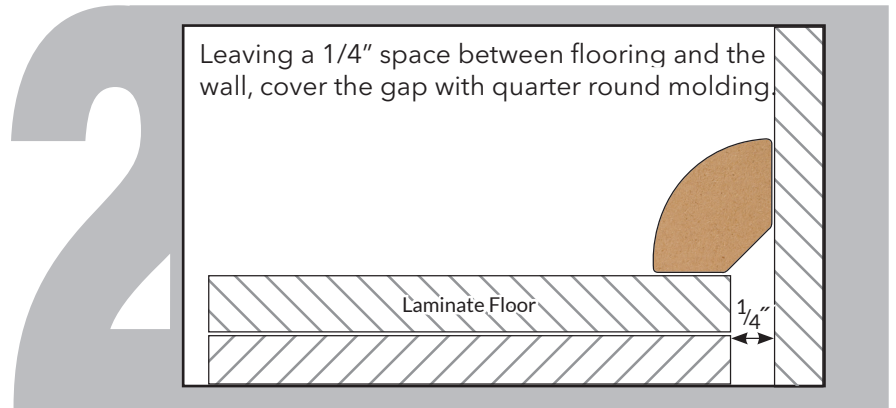 2
Leaving a 1/4” space between flooring and the
wall, cover the gap with quarter round molding.
Laminate Floor
1/4″